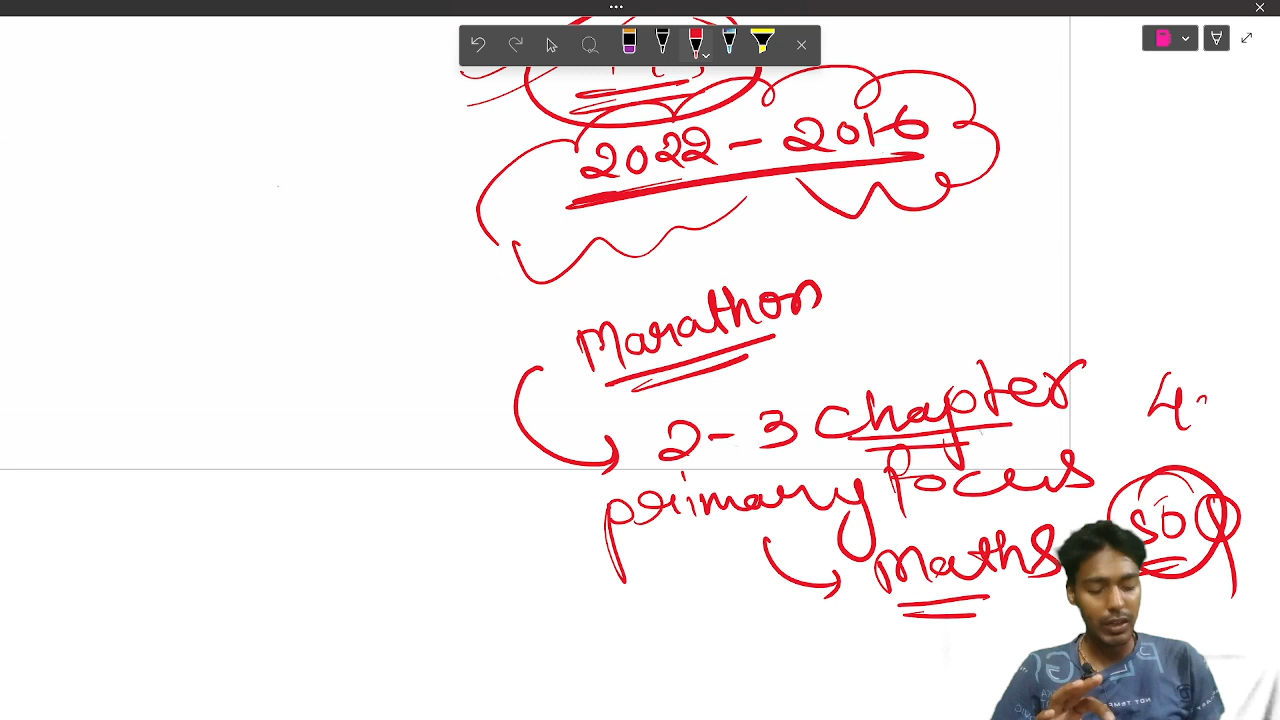 2022 - 2016
Marathon
2-3 Chapter
primary focus
Maths
50 Q